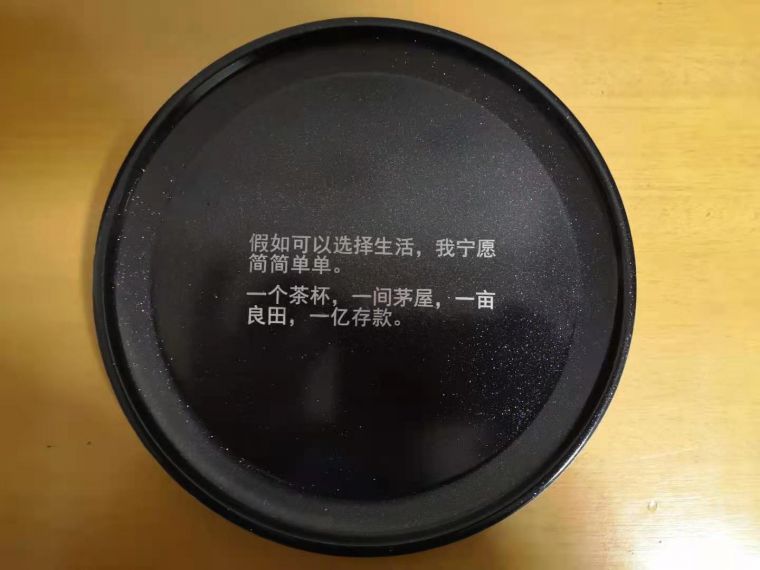 假如可以选择生活，我宁愿
简简单单。
一个茶杯，一间茅屋，一亩
良田，一亿存款。